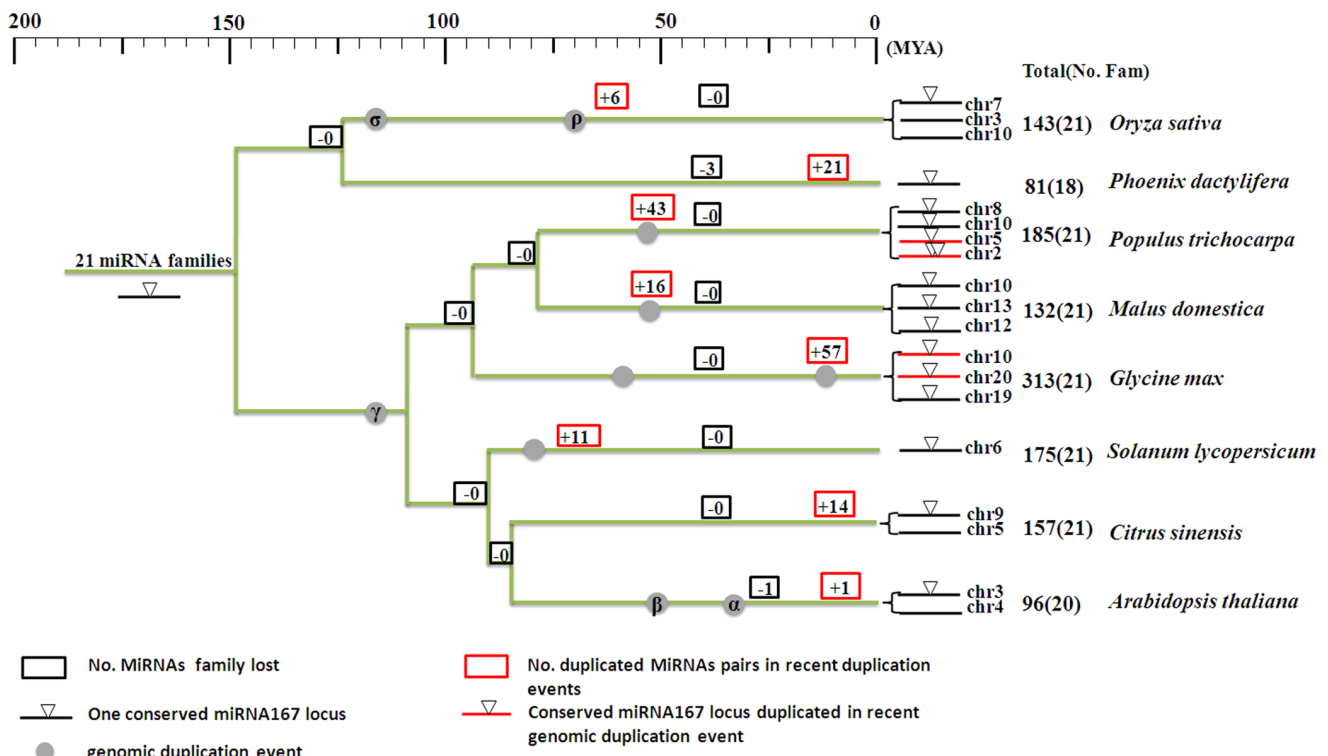 200 150 100 50 0
(MYA)
Total(No. Fam)
+6 -0 chr7
σ ρ chr3 143(21) Oryza sativa
-0 chr10
-3 +21
81(18) Phoenix dactylifera
+43 -0 chr8
chr10
-0 chr5 185(21) Populus trichocarpa
chr2
21 miRNA families
+16 -0 chr10
-0 chr13 132(21) Malus domestica
chr12
-0 +57 chr10
chr20 313(21) Glycine max
chr19
γ
+11 -0
chr6 175(21) Solanum lycopersicum
-0
-0 +14 chr9
chr5 157(21) Citrus sinensis
-0
-1 +1 chr3
β α chr4 96(20) Arabidopsis thaliana
No. MiRNAs family lost
No. duplicated MiRNAs pairs in recent duplication
events
One conserved miRNA167 locus
Conserved miRNA167 locus duplicated in recent
genomic duplication event
genomic duplication event